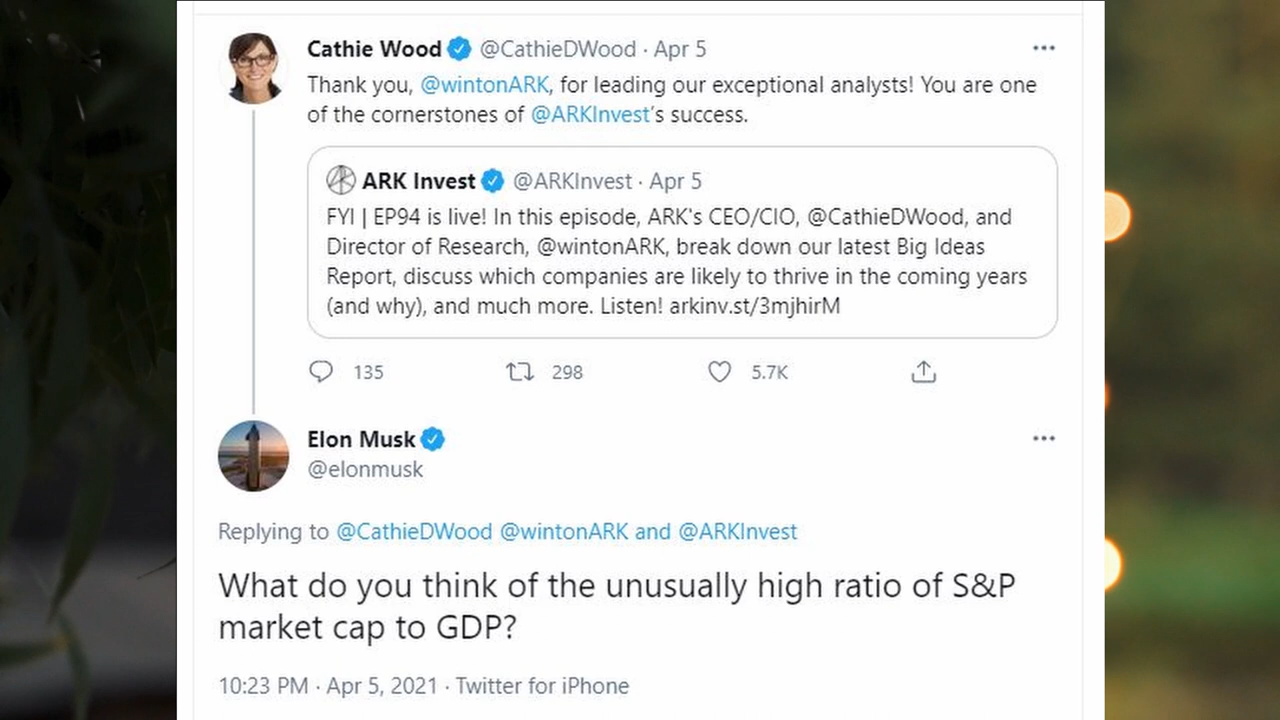 Cathie Wood @CathieDWood · Apr 5
Thank you, @wintonARK, for leading our exceptional analysts! You are one
of the cornerstones of @ARKInvest's success.
ARK Invest @ARKInvest · Apr 5
FYI | EP94 is live! In this episode, ARK's CEO/CIO, @CathieDWood, and
Director of Research, @wintonARK, break down our latest Big Ideas
Report, discuss which companies are likely to thrive in the coming years
(and why), and much more. Listen! arkinv.st/3mjhirM
135 298 5.7K
Elon Musk
@elonmusk
Replying to @CathieDWood @wintonARK and @ARKInvest
What do you think of the unusually high ratio of S&P
market cap to GDP?
10:23 PM · Apr 5, 2021 · Twitter for iPhone